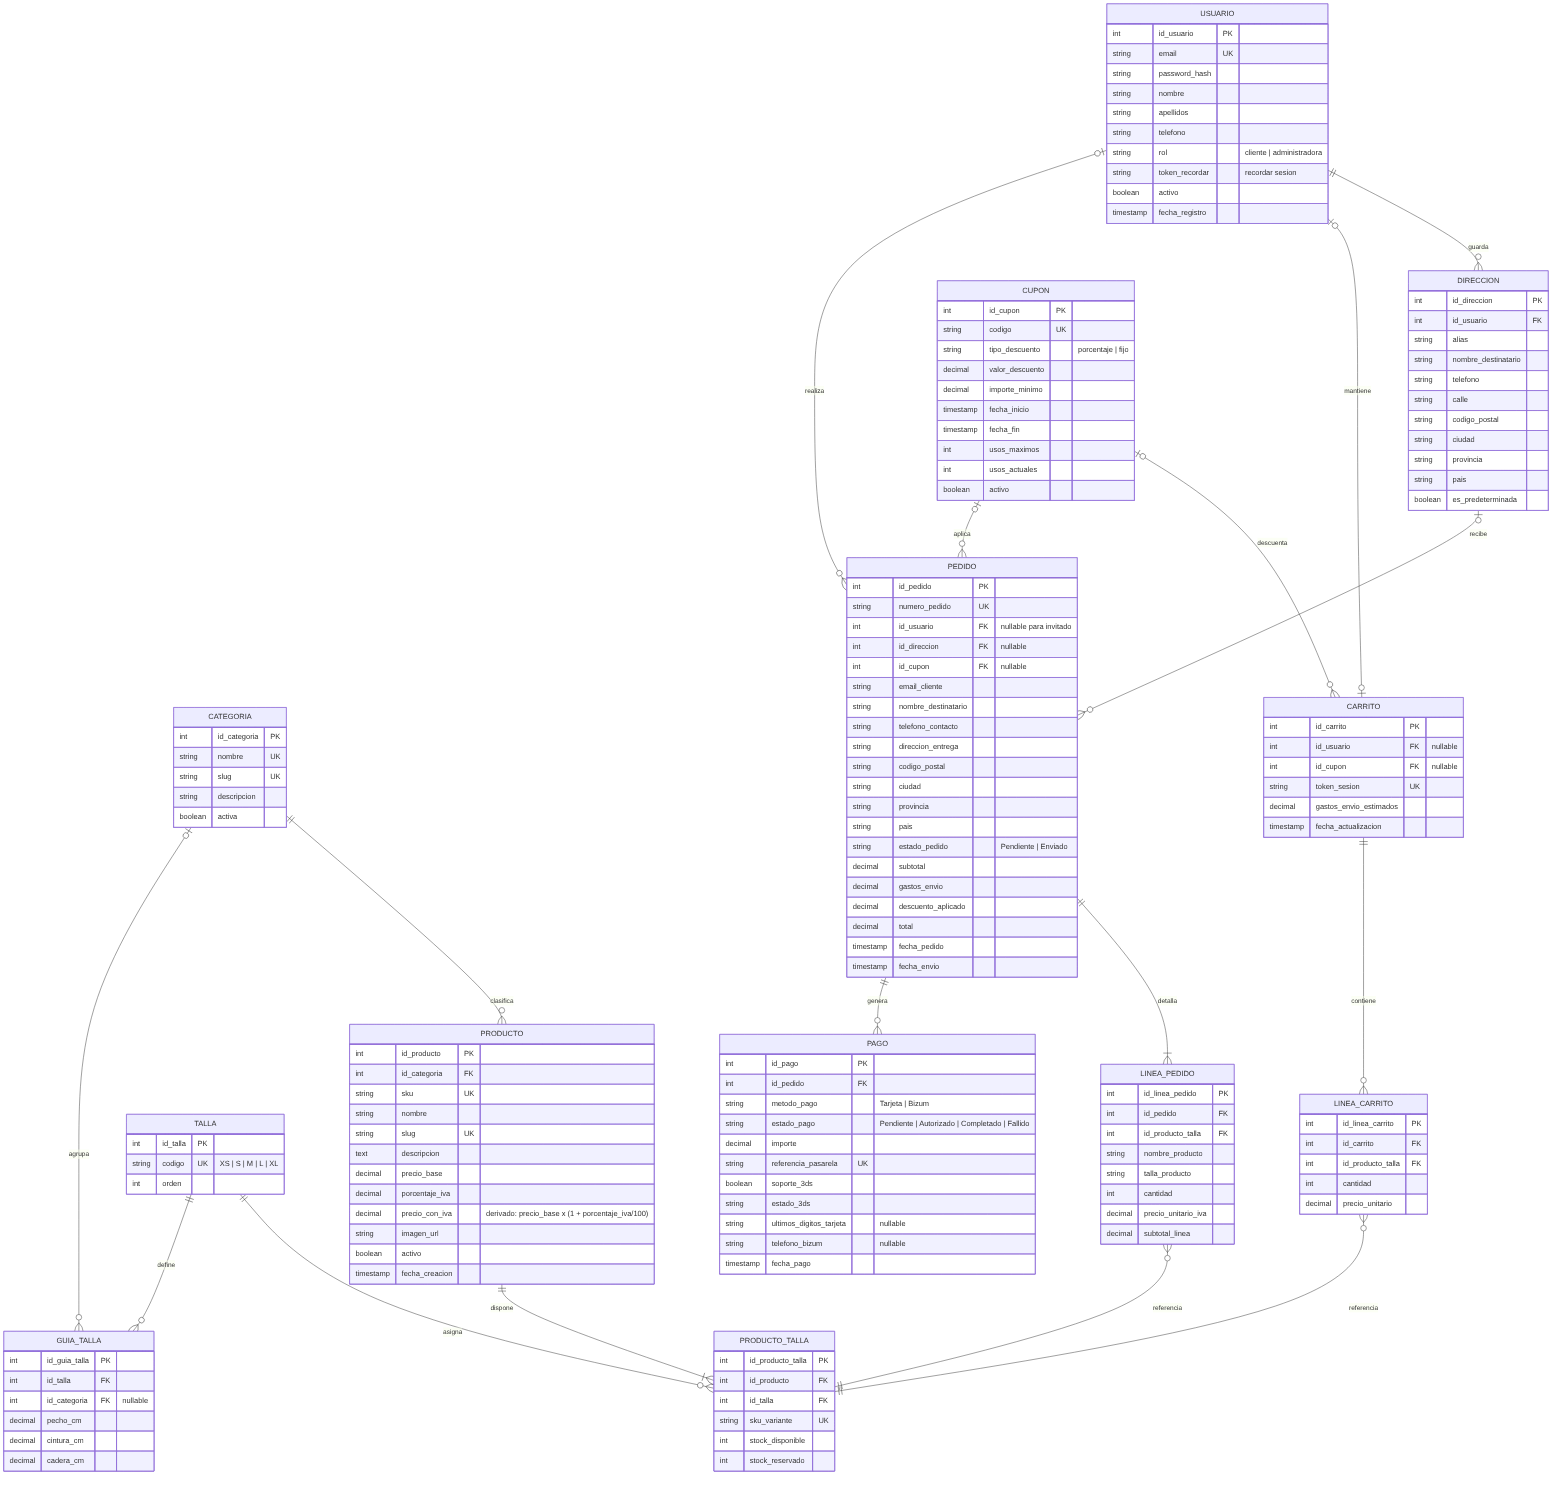 USUARIO
int id_usuario PK
string email UK
string password_hash
string nombre
string apellidos
string telefono
string rol cliente | administradora
string token_recordar recordar sesion
boolean activo
timestamp fecha_registro
guarda
realiza
mantiene
CUPON
int id_cupon PK
string codigo UK
string tipo_descuento porcentaje | fijo
decimal valor_descuento
decimal importe_minimo
timestamp fecha_inicio
timestamp fecha_fin
int usos_maximos
int usos_actuales
boolean activo
DIRECCION
int id_direccion PK
int id_usuario FK
string alias
string nombre_destinatario
string telefono
string calle
string codigo_postal
string ciudad
string provincia
string pais
boolean es_predeterminada
aplica
descuenta
recibe
PEDIDO
int id_pedido PK
string numero_pedido UK
int id_usuario FK nullable para invitado
int id_direccion FK nullable
int id_cupon FK nullable
string email_cliente
string nombre_destinatario
string telefono_contacto
string direccion_entrega
string codigo_postal
string ciudad
string provincia
string pais
string estado_pedido Pendiente | Enviado
decimal subtotal
decimal gastos_envio
decimal descuento_aplicado
decimal total
timestamp fecha_pedido
timestamp fecha_envio
CARRITO
int id_carrito PK
int id_usuario FK nullable
int id_cupon FK nullable
string token_sesion UK
decimal gastos_envio_estimados
timestamp fecha_actualizacion
CATEGORIA
int id_categoria PK
string nombre UK
string slug UK
string descripcion
boolean activa
agrupa
clasifica
genera
detalla
contiene
PRODUCTO
int id_producto PK
int id_categoria FK
string sku UK
string nombre
string slug UK
text descripcion
decimal precio_base
decimal porcentaje_iva
decimal precio_con_iva derivado: precio_base x (1 + porcentaje_iva/100)
string imagen_url
boolean activo
timestamp fecha_creacion
PAGO
int id_pago PK
int id_pedido FK
string metodo_pago Tarjeta | Bizum
string estado_pago Pendiente | Autorizado | Completado | Fallido
decimal importe
string referencia_pasarela UK
boolean soporte_3ds
string estado_3ds
string ultimos_digitos_tarjeta nullable
string telefono_bizum nullable
timestamp fecha_pago
LINEA_PEDIDO
int id_linea_pedido PK
int id_pedido FK
int id_producto_talla FK
string nombre_producto
string talla_producto
int cantidad
decimal precio_unitario_iva
decimal subtotal_linea
LINEA_CARRITO
int id_linea_carrito PK
int id_carrito FK
int id_producto_talla FK
int cantidad
decimal precio_unitario
TALLA
int id_talla PK
string codigo UK XS | S | M | L | XL
int orden
define
asigna
dispone
referencia
referencia
GUIA_TALLA
int id_guia_talla PK
int id_talla FK
int id_categoria FK nullable
decimal pecho_cm
decimal cintura_cm
decimal cadera_cm
PRODUCTO_TALLA
int id_producto_talla PK
int id_producto FK
int id_talla FK
string sku_variante UK
int stock_disponible
int stock_reservado